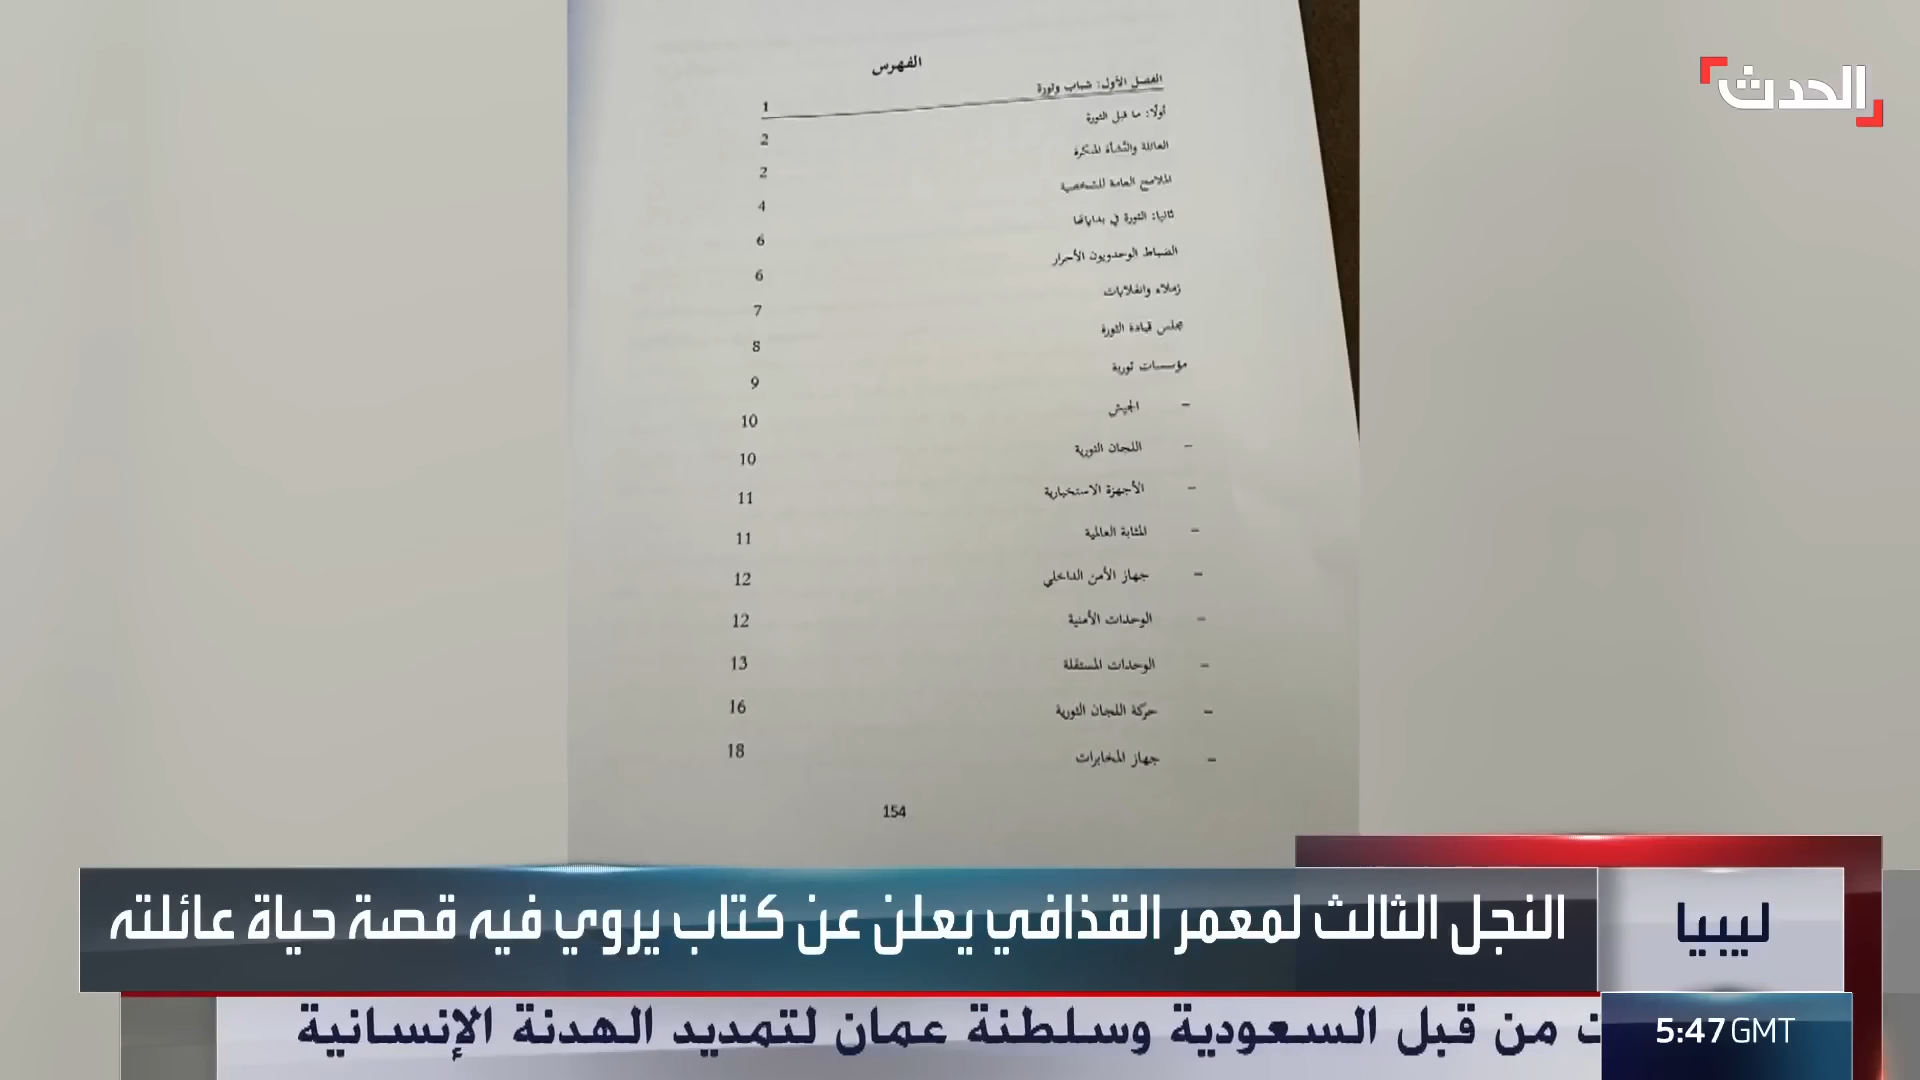 الحدث
الفهرس
الفصل الأول: شباب وثورة 1
أولًا: ما قبل الثورة 2
العائلة والنشأة المبكرة 2
الملامح العامة للشخصية 4
ثانيا: الثورة في بداياتها 6
الضباط الوحدويون الأحرار 6
زملاء وانقلابات 7
مجلس قيادة الثورة 8
مؤسسات ثورية 9
- الجيش 10
- اللجان الثورية 10
- الأجهزة الاستخبارية 11
- المثابة العالمية 11
- جهاز الأمن الداخلي 12
- الوحدات الأمنية 12
- الوحدات المستقلة 13
- حركة اللجان الثورية 16
- جهاز المخابرات 18
154
ليبيا
النجل الثالث لمعمر القذافي يعلن عن كتاب يروي فيه قصة حياة عائلته
من قبل السعودية وسلطنة عمان لتمديد الهدنة الإنسانية
5:47 GMT